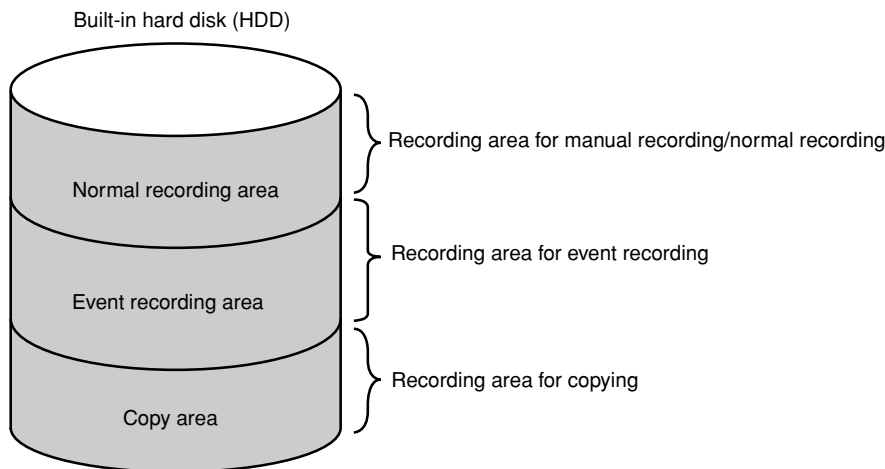 Built-in hard disk (HDD)
Recording area for manual recording/normal recording
Normal recording area
Recording area for event recording
Event recording area
Recording area for copying
Copy area